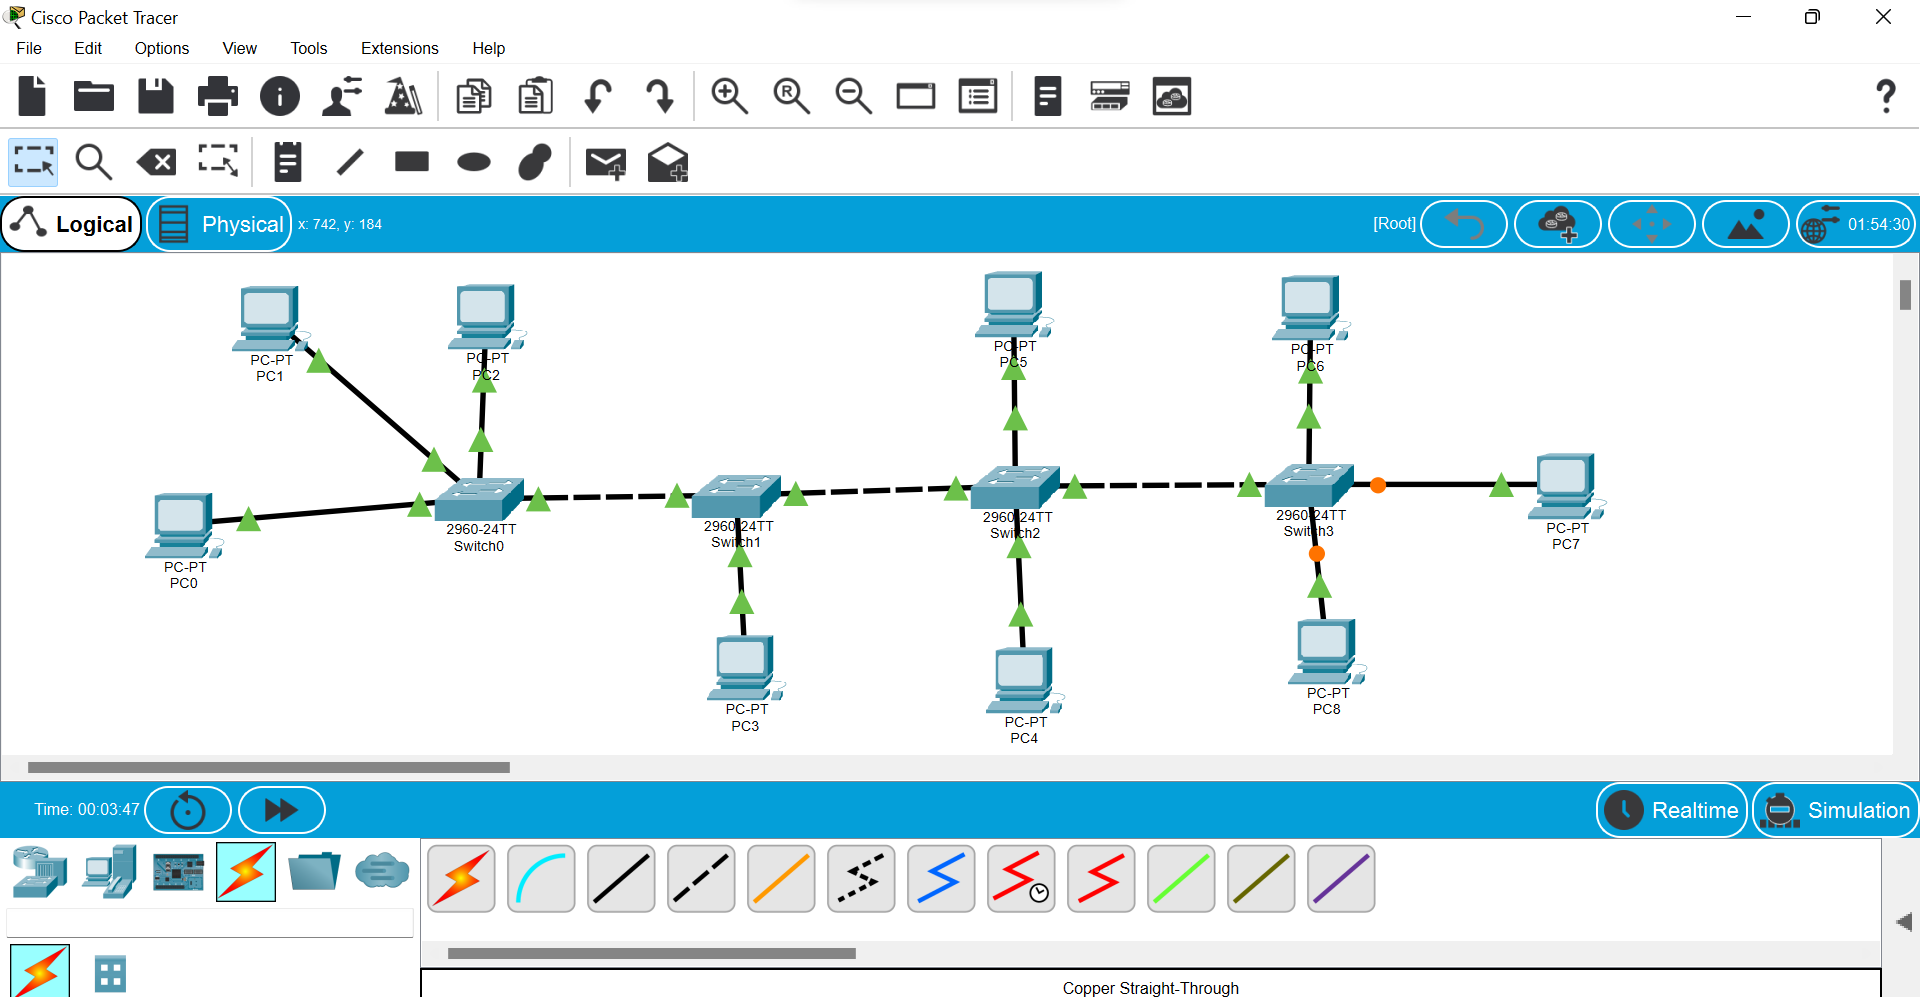 Cisco Packet Tracer
File Edit Options View Tools Extensions Help
Logical Physical x: 742, y: 184 [Root] 01:54:30
PC-PT
PC1
PC-PT
PC2
PC-PT
PC5
PC-PT
PC6
PC-PT
PC0
2960-24TT
Switch0
2960-24TT
Switch1
2960-24TT
Switch2
2960-24TT
Switch3
PC-PT
PC7
PC-PT
PC3
PC-PT
PC4
PC-PT
PC8
Time: 00:03:47 Realtime Simulation
Copper Straight-Through